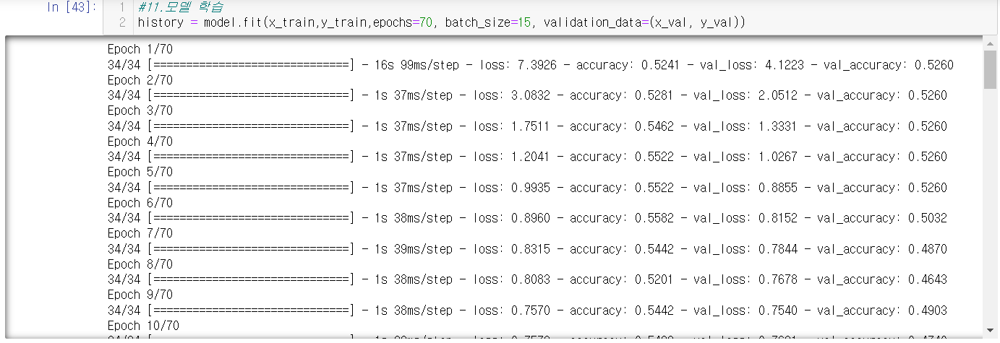 In [43]:
1 #11.모델 학습
2 history = model.fit(x_train,y_train,epochs=70, batch_size=15, validation_data=(x_val, y_val))
Epoch 1/70
34/34 [==============================] - 16s 99ms/step - loss: 7.3926 - accuracy: 0.5241 - val_loss: 4.1223 - val_accuracy: 0.5260
Epoch 2/70
34/34 [==============================] - 1s 37ms/step - loss: 3.0832 - accuracy: 0.5281 - val_loss: 2.0512 - val_accuracy: 0.5260
Epoch 3/70
34/34 [==============================] - 1s 37ms/step - loss: 1.7511 - accuracy: 0.5462 - val_loss: 1.3331 - val_accuracy: 0.5260
Epoch 4/70
34/34 [==============================] - 1s 37ms/step - loss: 1.2041 - accuracy: 0.5522 - val_loss: 1.0267 - val_accuracy: 0.5260
Epoch 5/70
34/34 [==============================] - 1s 37ms/step - loss: 0.9935 - accuracy: 0.5522 - val_loss: 0.8855 - val_accuracy: 0.5260
Epoch 6/70
34/34 [==============================] - 1s 38ms/step - loss: 0.8960 - accuracy: 0.5582 - val_loss: 0.8152 - val_accuracy: 0.5032
Epoch 7/70
34/34 [==============================] - 1s 39ms/step - loss: 0.8315 - accuracy: 0.5442 - val_loss: 0.7844 - val_accuracy: 0.4870
Epoch 8/70
34/34 [==============================] - 1s 38ms/step - loss: 0.8083 - accuracy: 0.5201 - val_loss: 0.7678 - val_accuracy: 0.4643
Epoch 9/70
34/34 [==============================] - 1s 38ms/step - loss: 0.7570 - accuracy: 0.5442 - val_loss: 0.7540 - val_accuracy: 0.4903
Epoch 10/70